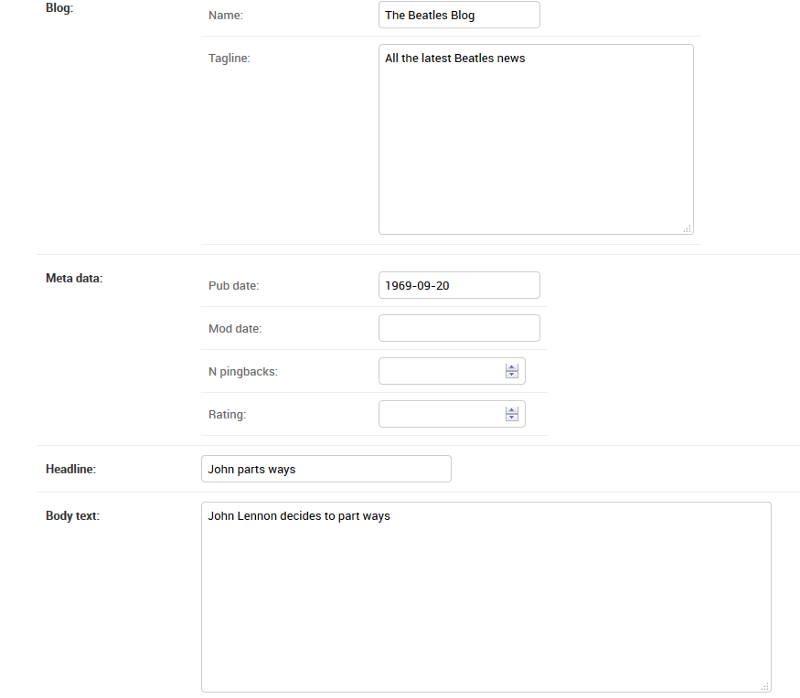 Blog:
Name: The Beatles Blog
Tagline: All the latest Beatles news
Meta data:
Pub date: 1969-09-20
Mod date:
N pingbacks:
Rating:
Headline: John parts ways
Body text: John Lennon decides to part ways